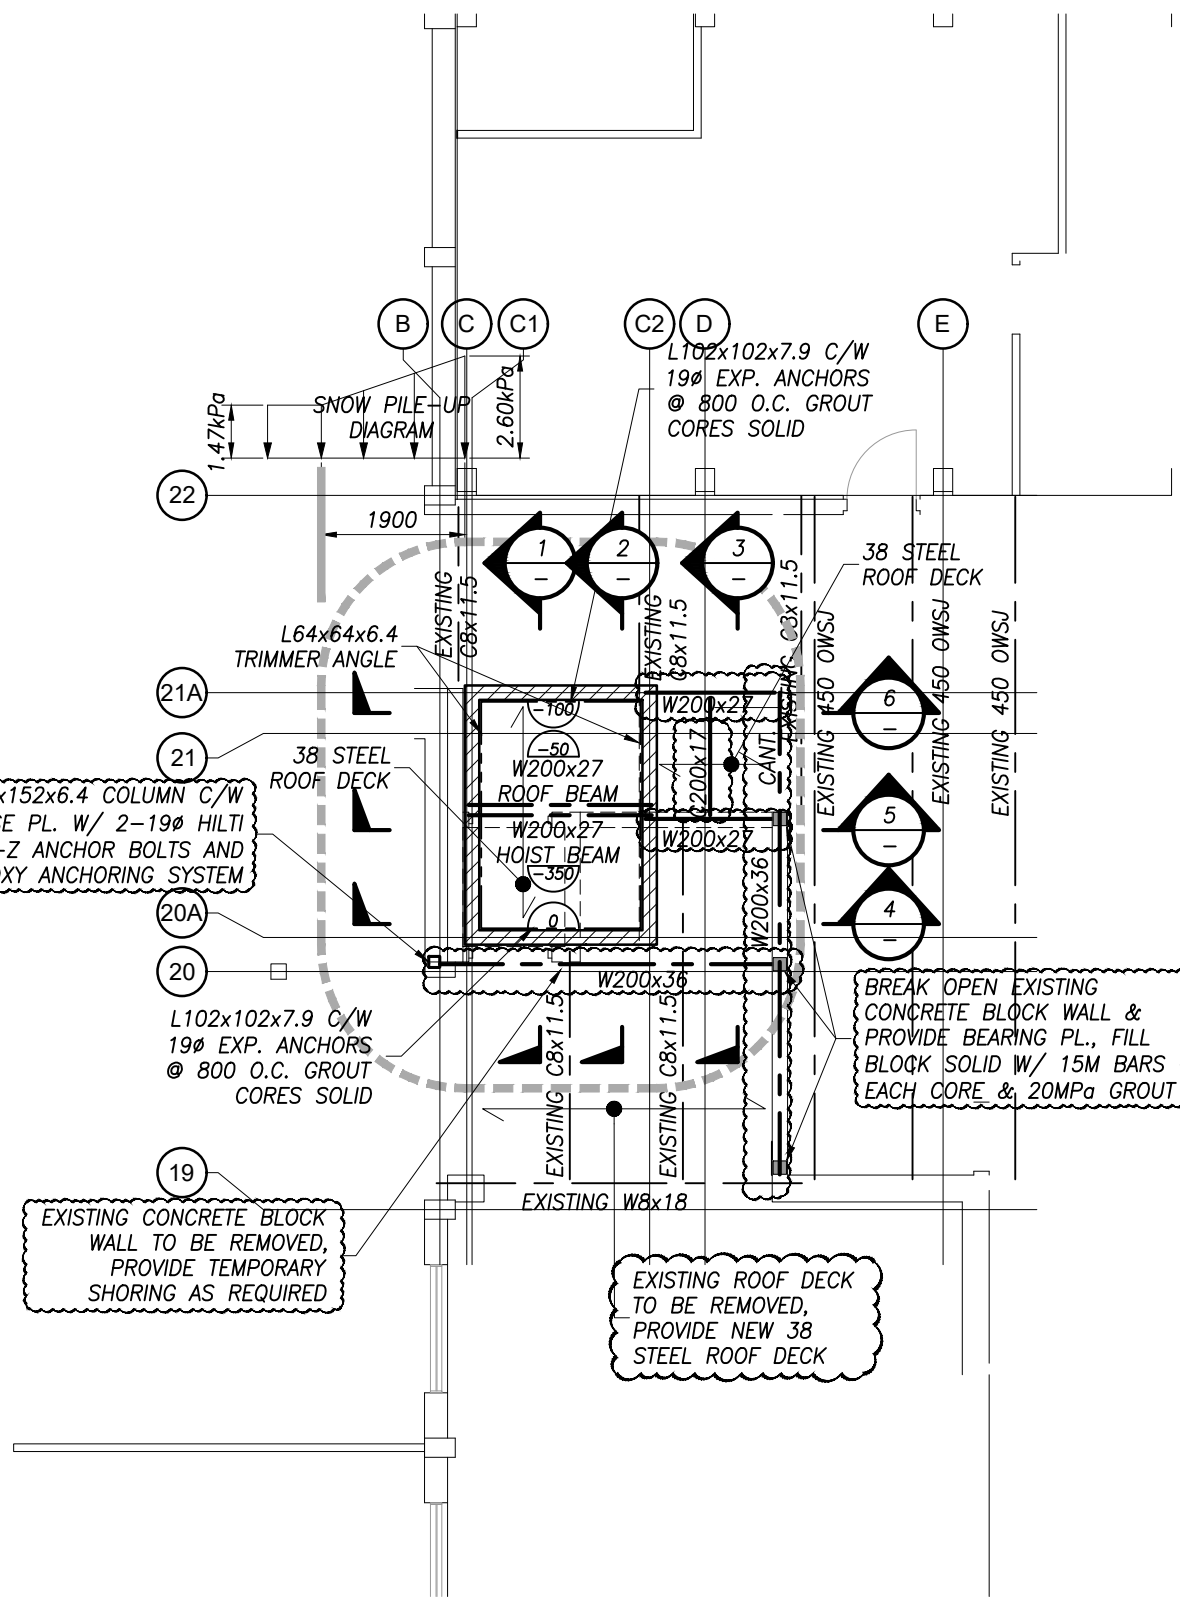 B
C
C1
C2
D
E
L102x102x7.9 C/W
19ø EXP. ANCHORS
@ 800 O.C. GROUT
CORES SOLID
1.47kPa
SNOW PILE-UP
DIAGRAM
2.60kPa
22
1900
1
–
2
–
3
–
38 STEEL
ROOF DECK
EXISTING
C8x11.5
EXISTING
C8x11.5
EXISTING C8x11.5
CANT.
EXISTING 450 OWSJ
EXISTING 450 OWSJ
EXISTING 450 OWSJ
L64x64x6.4
TRIMMER ANGLE
21A
-100
W200x27
6
–
21
38 STEEL
ROOF DECK
-50
W200x27
ROOF BEAM
C200x17
x152x6.4 COLUMN C/W
CE PL. W/ 2-19ø HILTI
-Z ANCHOR BOLTS AND
OXY ANCHORING SYSTEM
W200x27
HOIST BEAM
W200x27
5
–
-350
W200x36
20A
0
4
–
20
W200x36
BREAK OPEN EXISTING
CONCRETE BLOCK WALL &
PROVIDE BEARING PL., FILL
BLOCK SOLID W/ 15M BARS
EACH CORE & 20MPa GROUT
L102x102x7.9 C/W
19ø EXP. ANCHORS
@ 800 O.C. GROUT
CORES SOLID
EXISTING C8x11.5
EXISTING C8x11.5
19
EXISTING W8x18
EXISTING CONCRETE BLOCK
WALL TO BE REMOVED,
PROVIDE TEMPORARY
SHORING AS REQUIRED
EXISTING ROOF DECK
TO BE REMOVED,
PROVIDE NEW 38
STEEL ROOF DECK